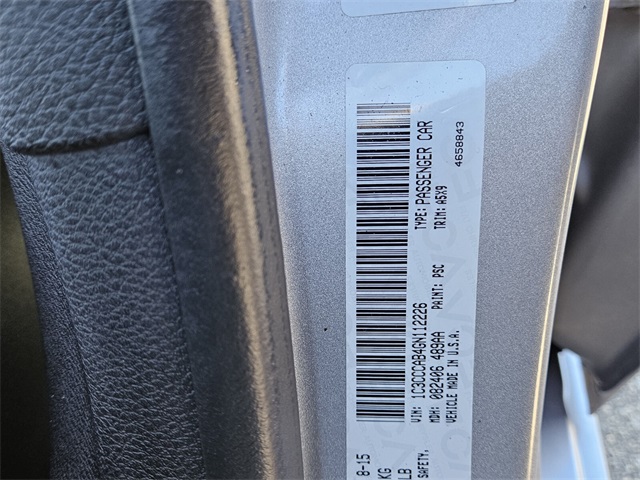 8-15
KG
LB
SAFETY,
VIN: 1C3CCCAB4GN112226
TYPE: PASSENGER CAR
MDH: 082406 489AA
PAINT: PSC
TRIM: A5X9
VEHICLE MADE IN U.S.A.
4658843